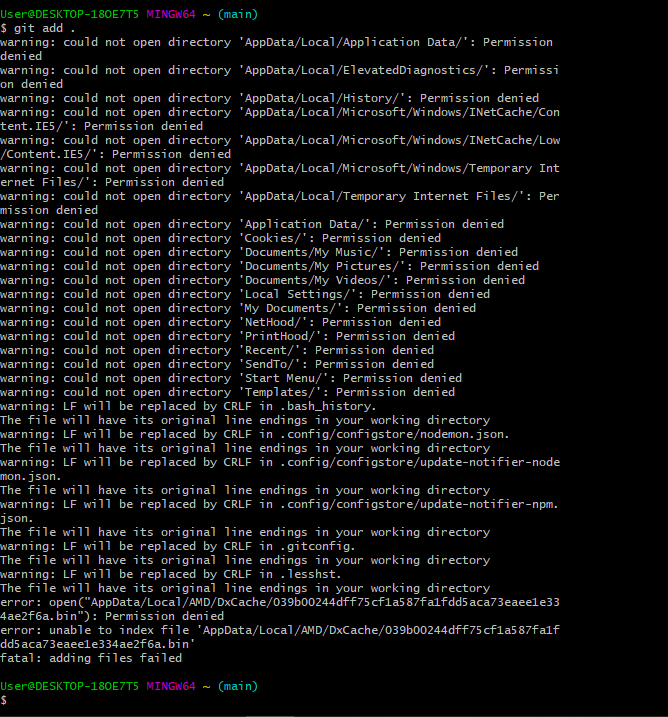 User@DESKTOP-18OE7T5 MINGW64 ~ (main)
$ git add .
warning: could not open directory 'AppData/Local/Application Data/': Permission
denied
warning: could not open directory 'AppData/Local/ElevatedDiagnostics/': Permissi
on denied
warning: could not open directory 'AppData/Local/History/': Permission denied
warning: could not open directory 'AppData/Local/Microsoft/Windows/INetCache/Con
tent.IE5/': Permission denied
warning: could not open directory 'AppData/Local/Microsoft/Windows/INetCache/Low
/Content.IE5/': Permission denied
warning: could not open directory 'AppData/Local/Microsoft/Windows/Temporary Int
ernet Files/': Permission denied
warning: could not open directory 'AppData/Local/Temporary Internet Files/': Per
mission denied
warning: could not open directory 'Application Data/': Permission denied
warning: could not open directory 'Cookies/': Permission denied
warning: could not open directory 'Documents/My Music/': Permission denied
warning: could not open directory 'Documents/My Pictures/': Permission denied
warning: could not open directory 'Documents/My Videos/': Permission denied
warning: could not open directory 'Local Settings/': Permission denied
warning: could not open directory 'My Documents/': Permission denied
warning: could not open directory 'NetHood/': Permission denied
warning: could not open directory 'PrintHood/': Permission denied
warning: could not open directory 'Recent/': Permission denied
warning: could not open directory 'SendTo/': Permission denied
warning: could not open directory 'Start Menu/': Permission denied
warning: could not open directory 'Templates/': Permission denied
warning: LF will be replaced by CRLF in .bash_history.
The file will have its original line endings in your working directory
warning: LF will be replaced by CRLF in .config/configstore/nodemon.json.
The file will have its original line endings in your working directory
warning: LF will be replaced by CRLF in .config/configstore/update-notifier-node
mon.json.
The file will have its original line endings in your working directory
warning: LF will be replaced by CRLF in .config/configstore/update-notifier-npm.
json.
The file will have its original line endings in your working directory
warning: LF will be replaced by CRLF in .gitconfig.
The file will have its original line endings in your working directory
warning: LF will be replaced by CRLF in .lesshst.
The file will have its original line endings in your working directory
error: open("AppData/Local/AMD/DxCache/039b00244dff75cf1a587fa1fdd5aca73eaee1e33
4ae2f6a.bin"): Permission denied
error: unable to index file 'AppData/Local/AMD/DxCache/039b00244dff75cf1a587fa1f
dd5aca73eaee1e334ae2f6a.bin'
fatal: adding files failed
User@DESKTOP-18OE7T5 MINGW64 ~ (main)
$